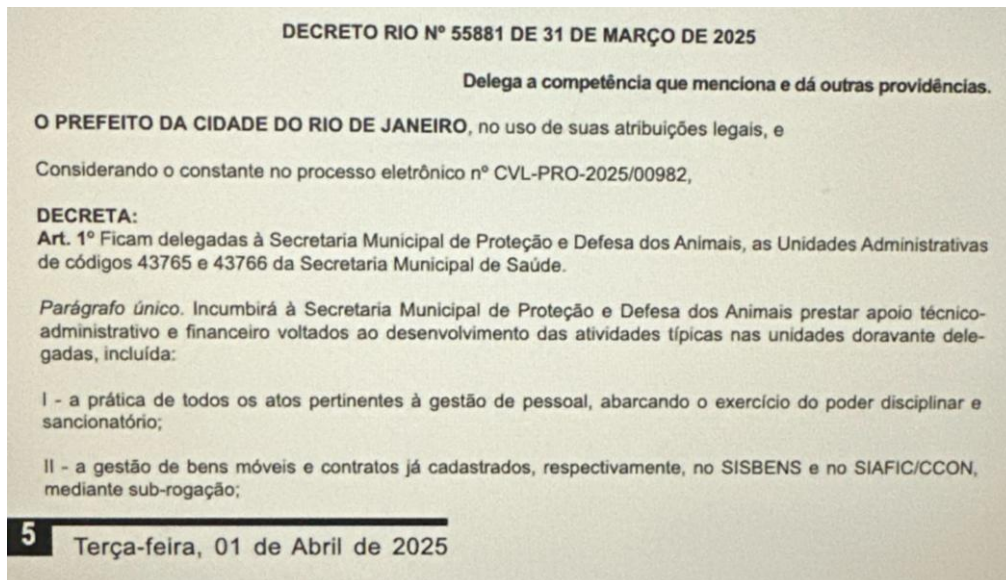 DECRETO RIO Nº 55881 DE 31 DE MARÇO DE 2025
Delega a competência que menciona e dá outras providências.
O PREFEITO DA CIDADE DO RIO DE JANEIRO, no uso de suas atribuições legais, e
Considerando o constante no processo eletrônico nº CVL-PRO-2025/00982,
DECRETA:
Art. 1º Ficam delegadas à Secretaria Municipal de Proteção e Defesa dos Animais, as Unidades Administrativas
de códigos 43765 e 43766 da Secretaria Municipal de Saúde.
Parágrafo único. Incumbirá à Secretaria Municipal de Proteção e Defesa dos Animais prestar apoio técnico-
administrativo e financeiro voltados ao desenvolvimento das atividades típicas nas unidades doravante dele-
gadas, incluída:
I - a prática de todos os atos pertinentes à gestão de pessoal, abarcando o exercício do poder disciplinar e
sancionatório;
II - a gestão de bens móveis e contratos já cadastrados, respectivamente, no SISBENS e no SIAFIC/CCON,
mediante sub-rogação;
5 Terça-feira, 01 de Abril de 2025